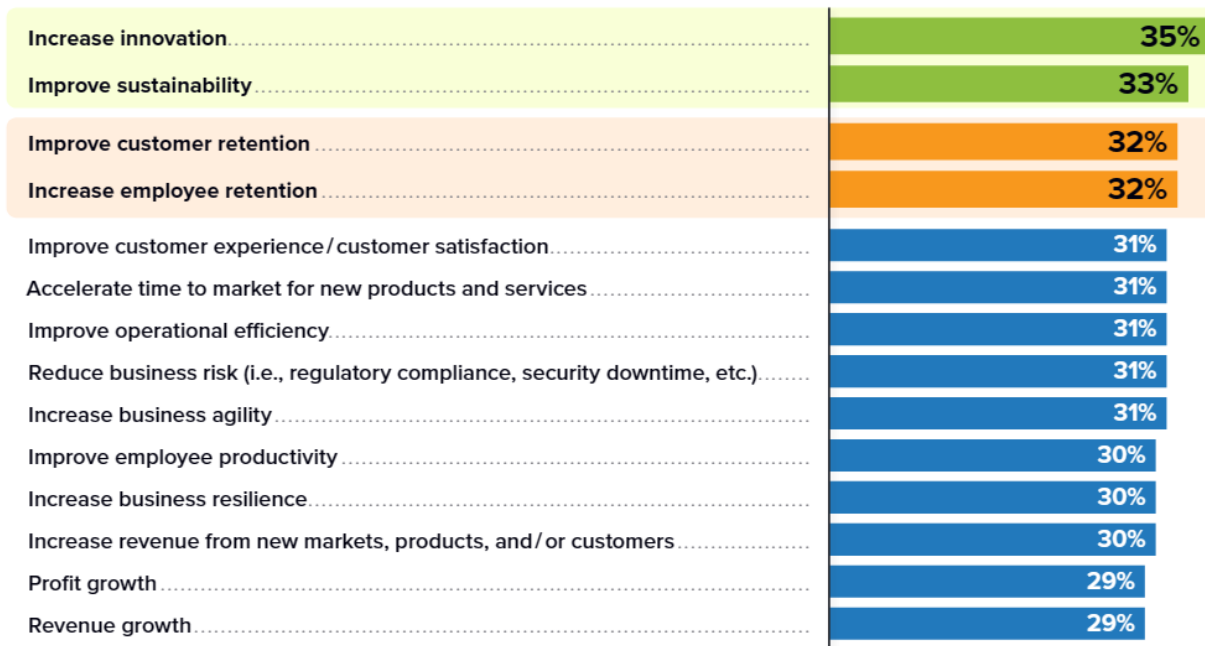 Increase innovation 35%
Improve sustainability 33%
Improve customer retention 32%
Increase employee retention 32%
Improve customer experience/customer satisfaction 31%
Accelerate time to market for new products and services 31%
Improve operational efficiency 31%
Reduce business risk (i.e., regulatory compliance, security downtime, etc.) 31%
Increase business agility 31%
Improve employee productivity 30%
Increase business resilience 30%
Increase revenue from new markets, products, and/or customers 30%
Profit growth 29%
Revenue growth 29%